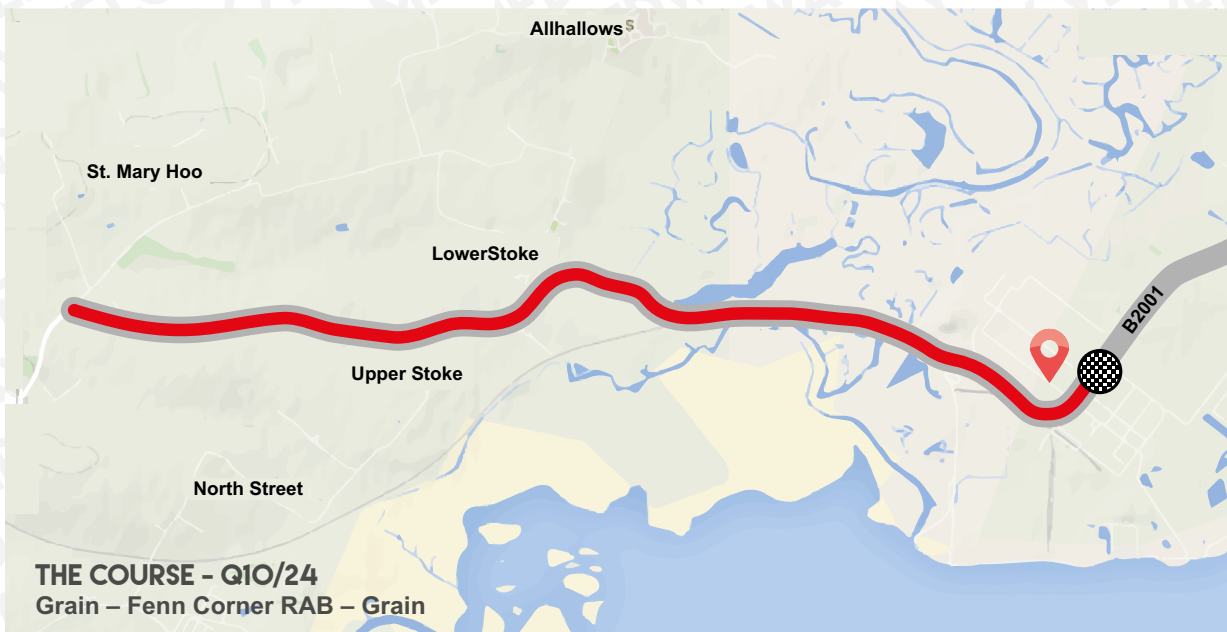 Allhallows
St. Mary Hoo
LowerStoke
B2001
Upper Stoke
North Street
THE COURSE - Q10/24
Grain – Fenn Corner RAB – Grain